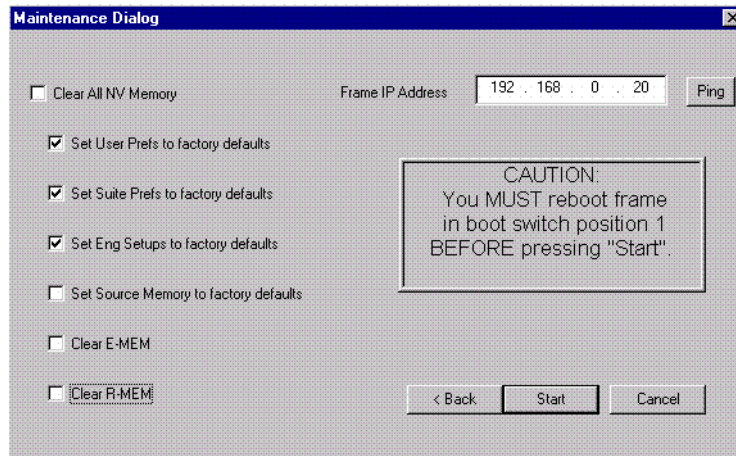 Maintenance Dialog
Clear All NV Memory
Frame IP Address
192 . 168 . 0 . 20
Ping
Set User Prefs to factory defaults
Set Suite Prefs to factory defaults
Set Eng Setups to factory defaults
Set Source Memory to factory defaults
Clear E-MEM
Clear R-MEM
CAUTION:
You MUST reboot frame
in boot switch position 1
BEFORE pressing "Start".
< Back
Start
Cancel